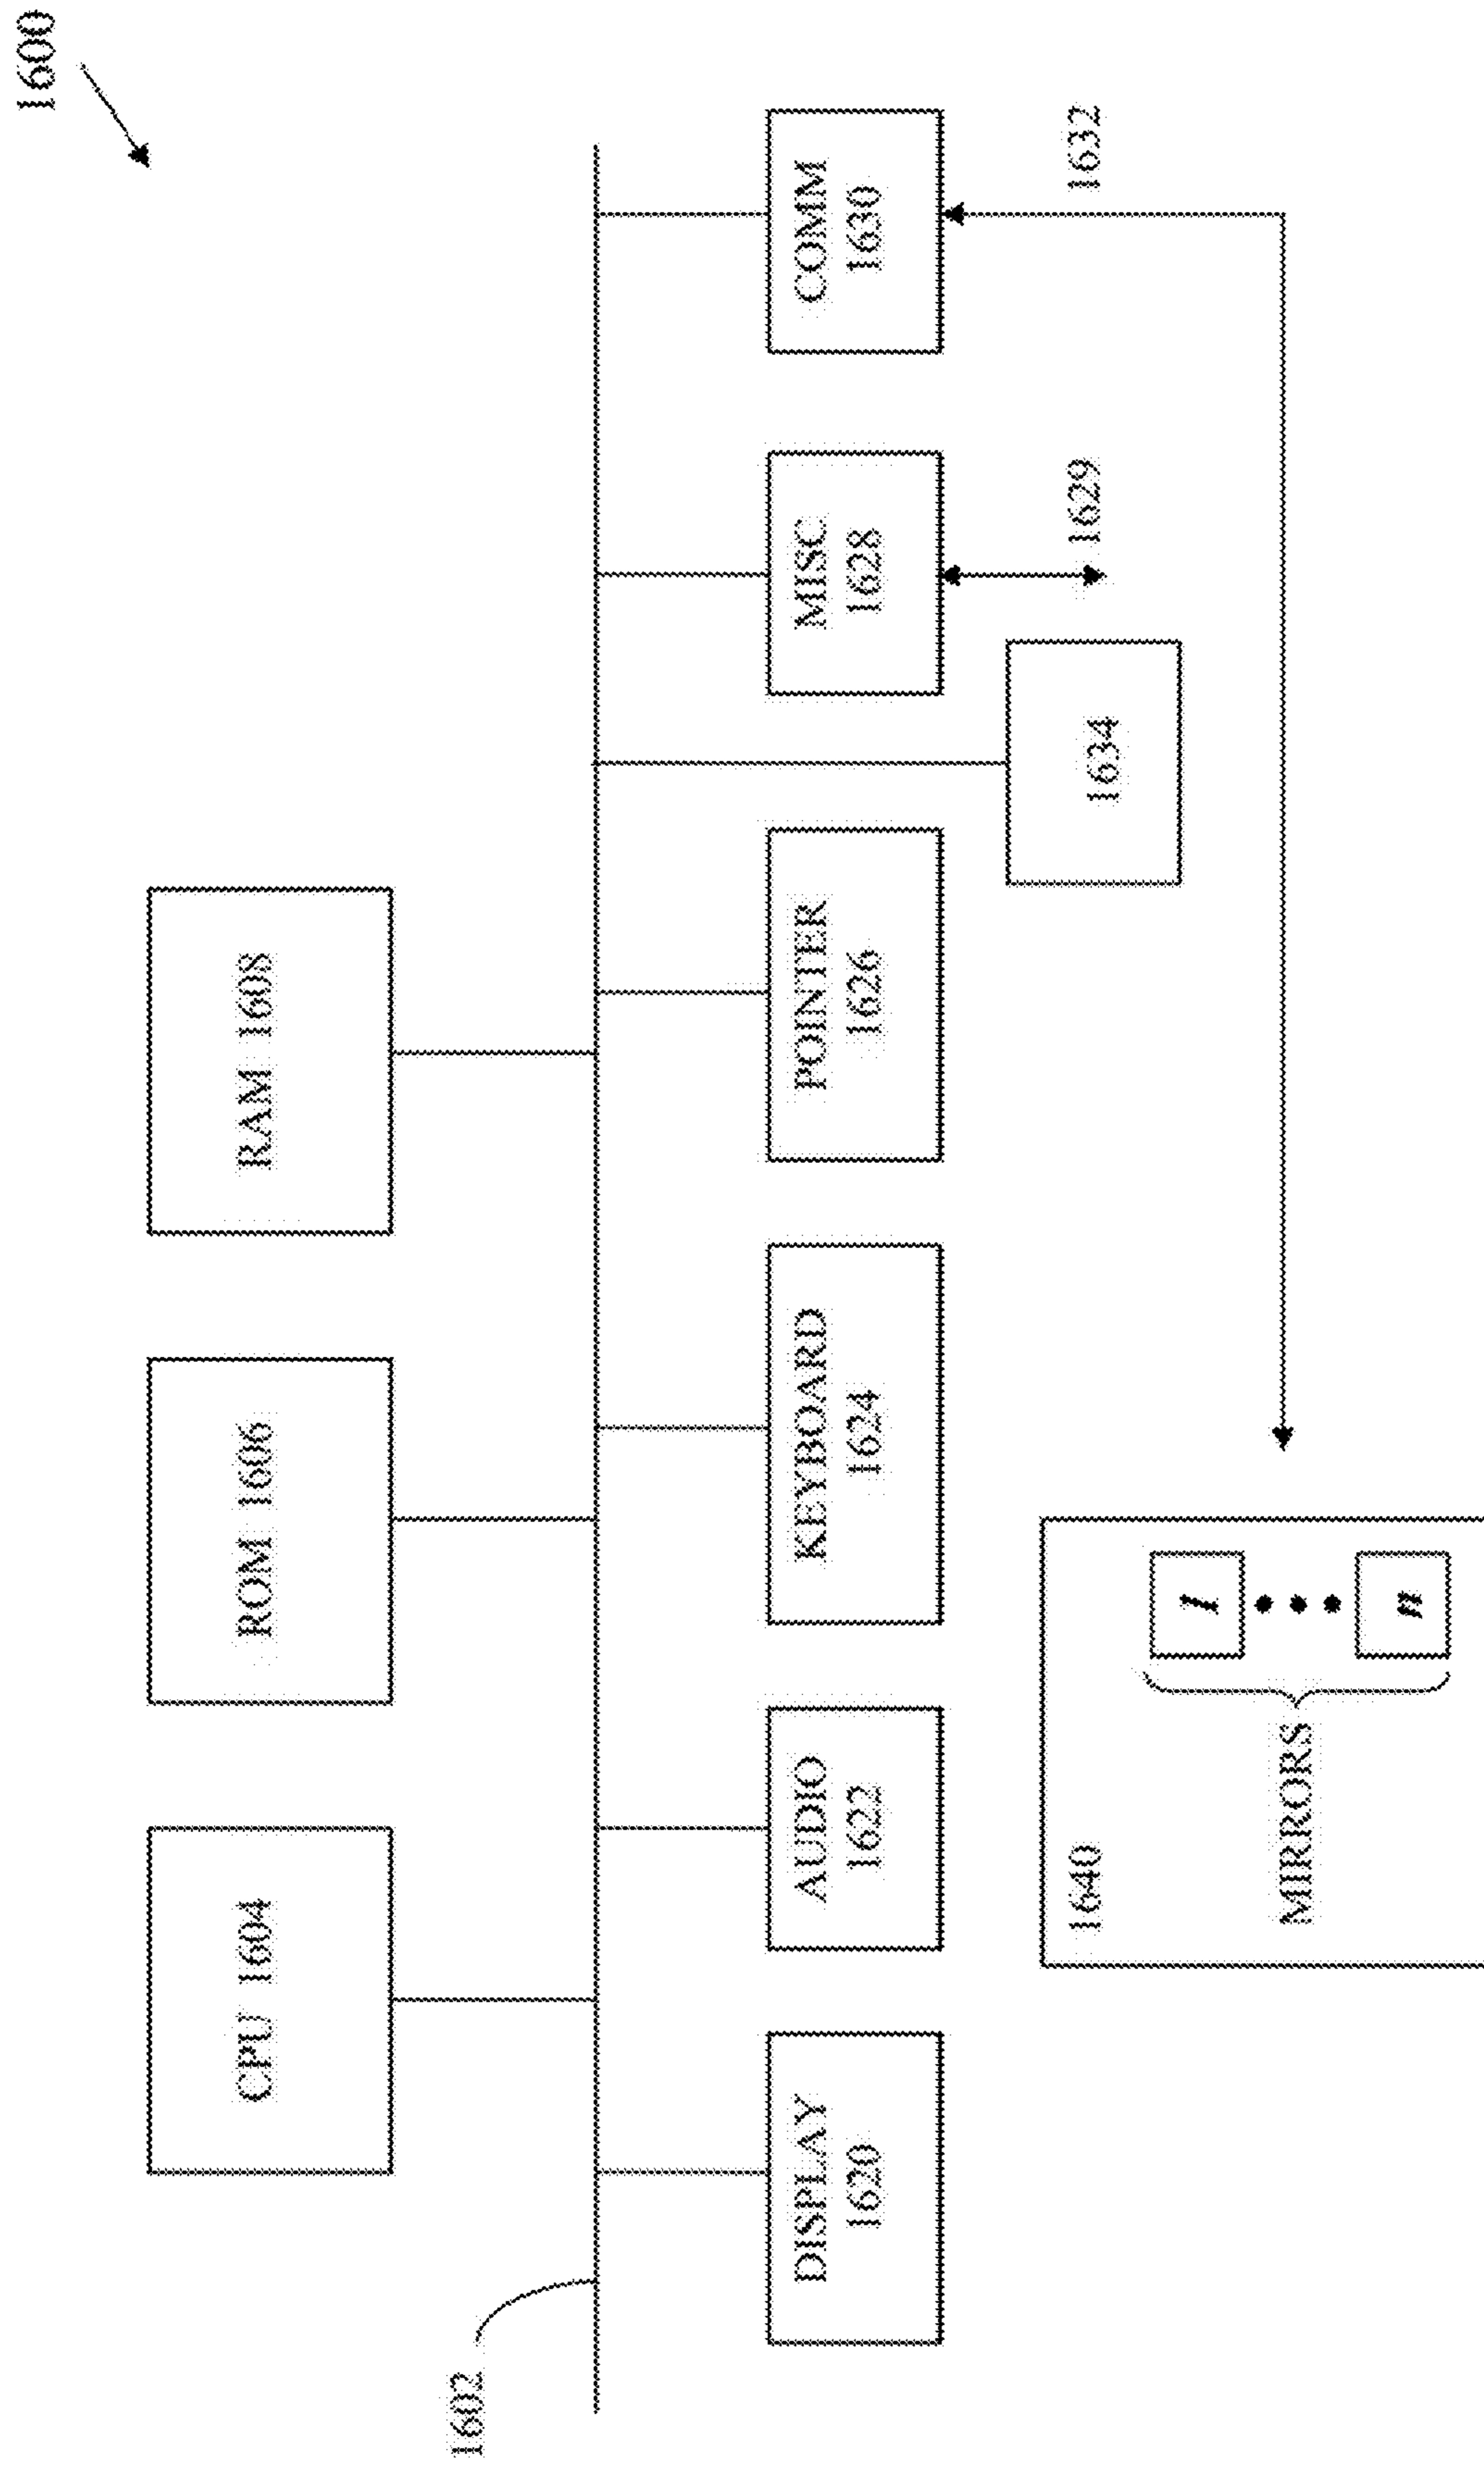 1600
CPU 1604
ROM 1606
RAM 1608
1602
DISPLAY
1620
AUDIO
1622
KEYBOARD
1624
POINTER
1626
MISC
1628
COMM
1630
1634
1629
1632
1640
MIRRORS
1
n